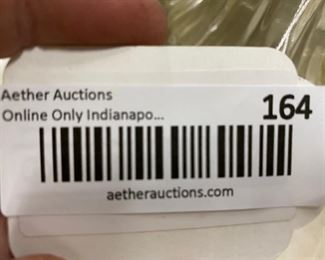 Aether Auctions
Online Only Indianapo...
164
aetherauctions.com